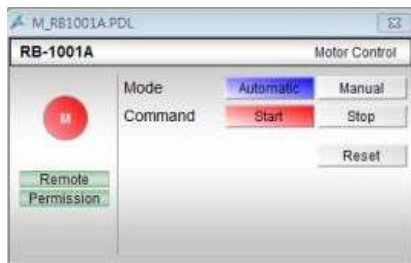 M_RB1001A.PDL
RB-1001A Motor Control
Mode Automatic Manual
M Command Start Stop
Reset
Remote
Permission